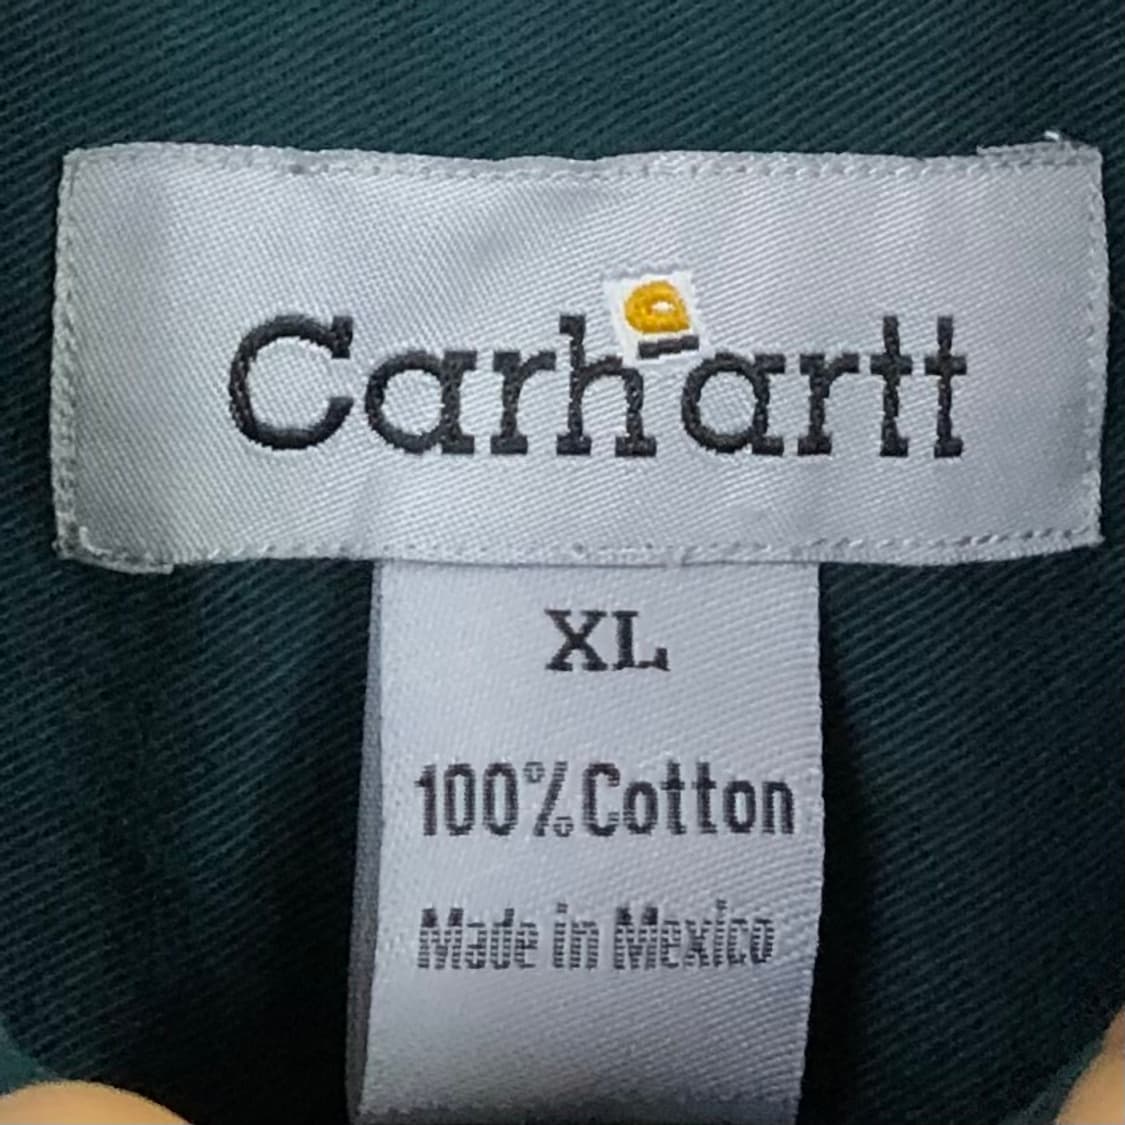 Carhartt
XL
100% Cotton
Made in Mexico